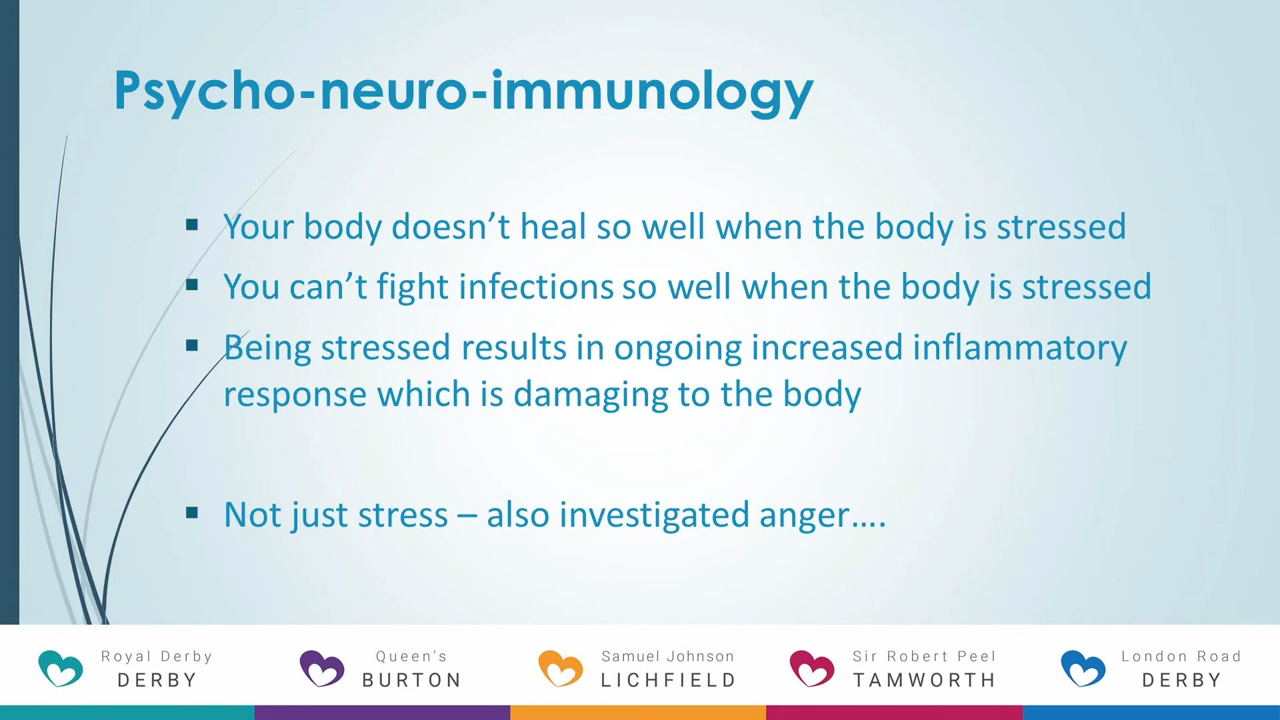 Psycho-neuro-immunology
Your body doesn’t heal so well when the body is stressed
You can’t fight infections so well when the body is stressed
Being stressed results in ongoing increased inflammatory
response which is damaging to the body
Not just stress – also investigated anger….
Royal Derby
DERBY
Queen’s
BURTON
Samuel Johnson
LICHFIELD
Sir Robert Peel
TAMWORTH
London Road
DERBY